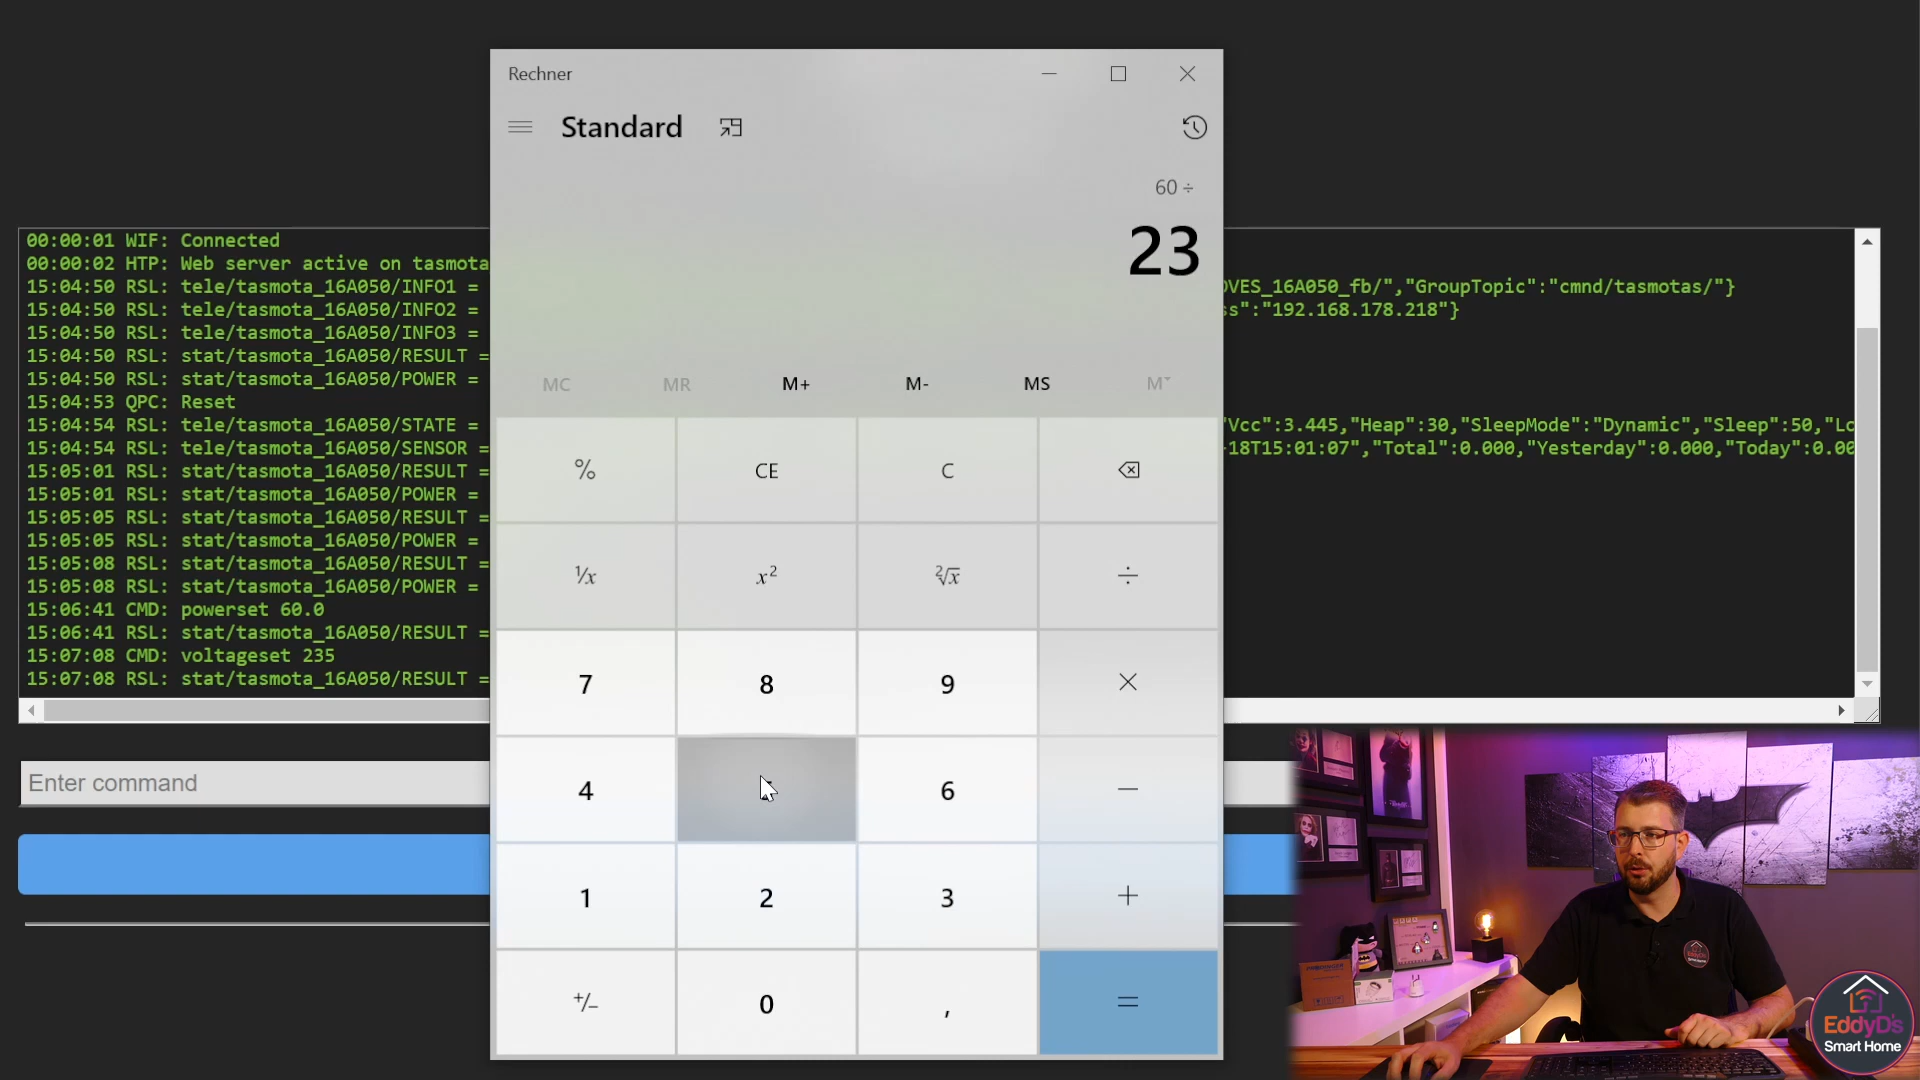 Rechner
Standard
60 ÷
23
MC MR M+ M- MS M˅
% CE C
¹/x x² ²√x ÷
7 8 9 ×
4 6 −
1 2 3 +
+/− 0 , =
00:00:01 WIF: Connected
00:00:02 HTP: Web server active on tasmota
15:04:50 RSL: tele/tasmota_16A050/INFO1 = OVES_16A050_fb/","GroupTopic":"cmnd/tasmotas/"}
15:04:50 RSL: tele/tasmota_16A050/INFO2 = ss":"192.168.178.218"}
15:04:50 RSL: tele/tasmota_16A050/INFO3 =
15:04:50 RSL: stat/tasmota_16A050/RESULT =
15:04:50 RSL: stat/tasmota_16A050/POWER =
15:04:53 QPC: Reset
15:04:54 RSL: tele/tasmota_16A050/STATE = "Vcc":3.445,"Heap":30,"SleepMode":"Dynamic","Sleep":50,"Lo
15:04:54 RSL: tele/tasmota_16A050/SENSOR = -18T15:01:07","Total":0.000,"Yesterday":0.000,"Today":0.00
15:05:01 RSL: stat/tasmota_16A050/RESULT =
15:05:01 RSL: stat/tasmota_16A050/POWER =
15:05:05 RSL: stat/tasmota_16A050/RESULT =
15:05:05 RSL: stat/tasmota_16A050/POWER =
15:05:08 RSL: stat/tasmota_16A050/RESULT =
15:05:08 RSL: stat/tasmota_16A050/POWER =
15:06:41 CMD: powerset 60.0
15:06:41 RSL: stat/tasmota_16A050/RESULT =
15:07:08 CMD: voltageset 235
15:07:08 RSL: stat/tasmota_16A050/RESULT =
Enter command
EddyD's
Smart Home